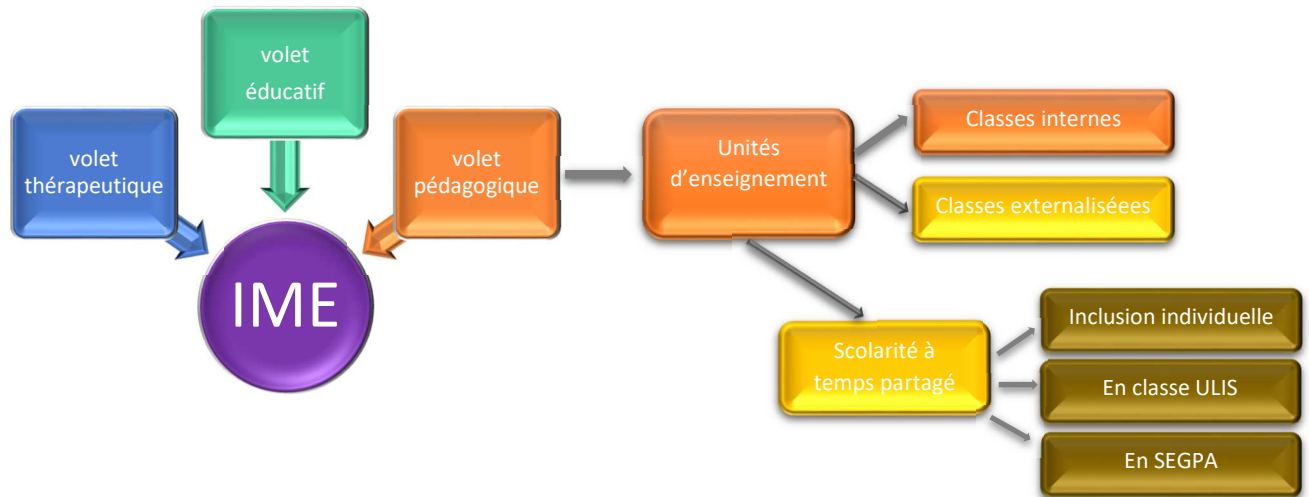 volet
éducatif
volet
thérapeutique
volet
pédagogique
IME
Unités
d’enseignement
Classes internes
Classes externaliséees
Scolarité à
temps partagé
Inclusion individuelle
En classe ULIS
En SEGPA